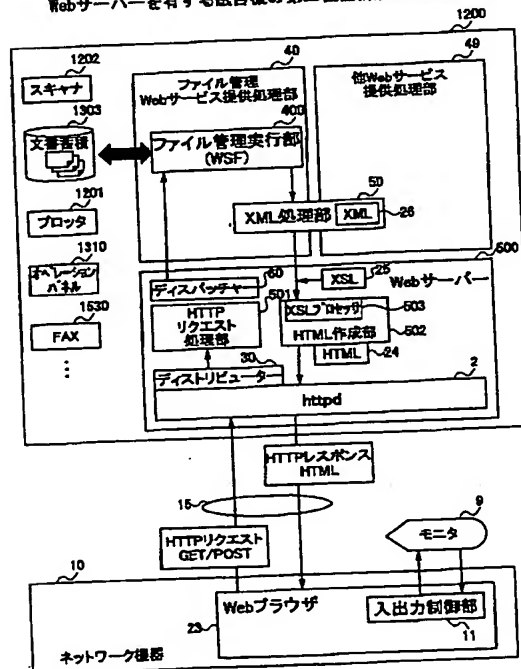 Webサーバーを有する
1200
1202
スキャナ
1303
文書蓄積
1201
プロッタ
1310
オペレーション
パネル
1530
FAX
40
ファイル管理
Webサービス提供処理部
400
ファイル管理実行部
(WSF)
49
他Webサービス
提供処理部
50
XML処理部
XML
26
500
60
ディスパッチャー
XSL
25
Webサーバー
501
HTTP
リクエスト
処理部
XSLプロセッサ
503
HTML作成部
502
HTML
24
30
ディストリビューター
2
httpd
HTTPレスポンス
HTML
15
HTTPリクエスト
GET/POST
9
モニタ
10
Webブラウザ
23
入出力制御部
11
ネットワーク機器